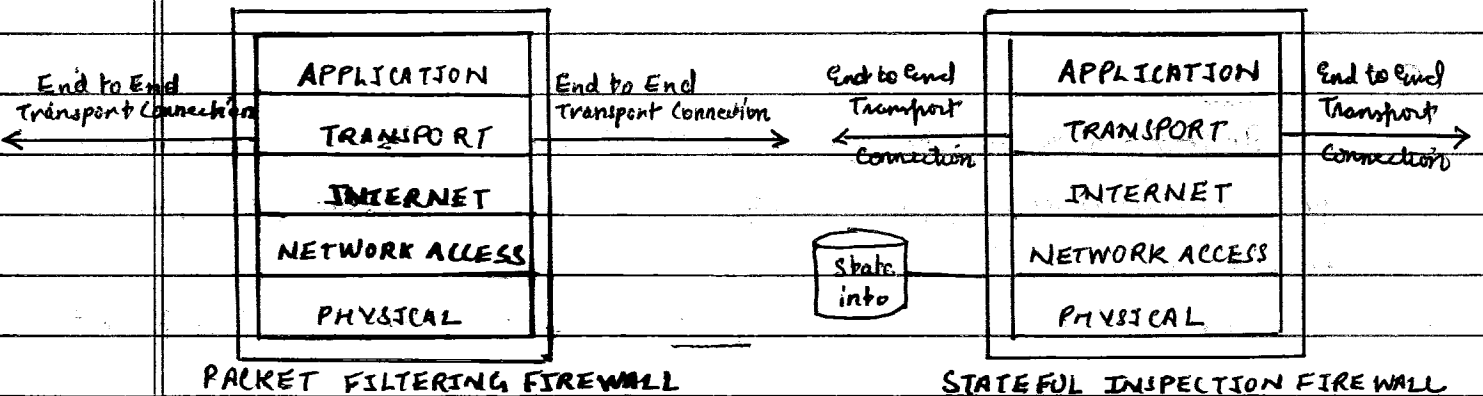 End to End
Transport Connection
APPLICATION
TRANSPORT
INTERNET
NETWORK ACCESS
PHYSICAL
End to End
Transport Connection
PACKET FILTERING FIREWALL
End to End
Transport
Connection
State
info
APPLICATION
TRANSPORT
INTERNET
NETWORK ACCESS
PHYSICAL
End to End
Transport
Connection
STATEFUL INSPECTION FIREWALL